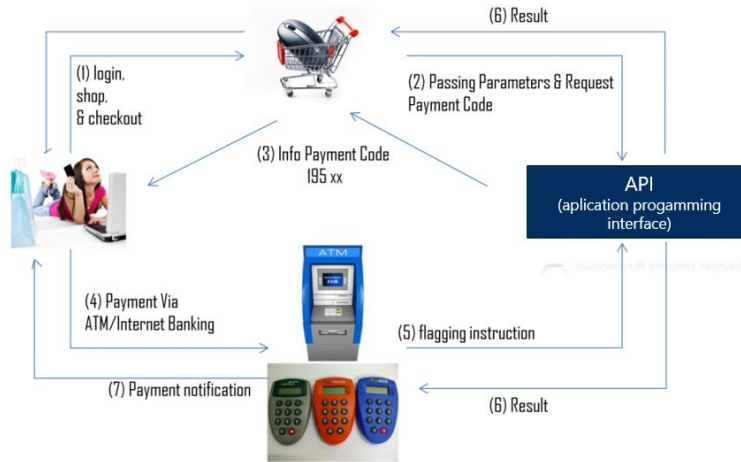 (6) Result
(1) login,
shop,
& checkout
(2) Passing Parameters & Request
Payment Code
(3) Info Payment Code
195 xx
API
(aplication progamming
interface)
ATM
(4) Payment Via
ATM/Internet Banking
(5) flagging instruction
(7) Payment notification
(6) Result